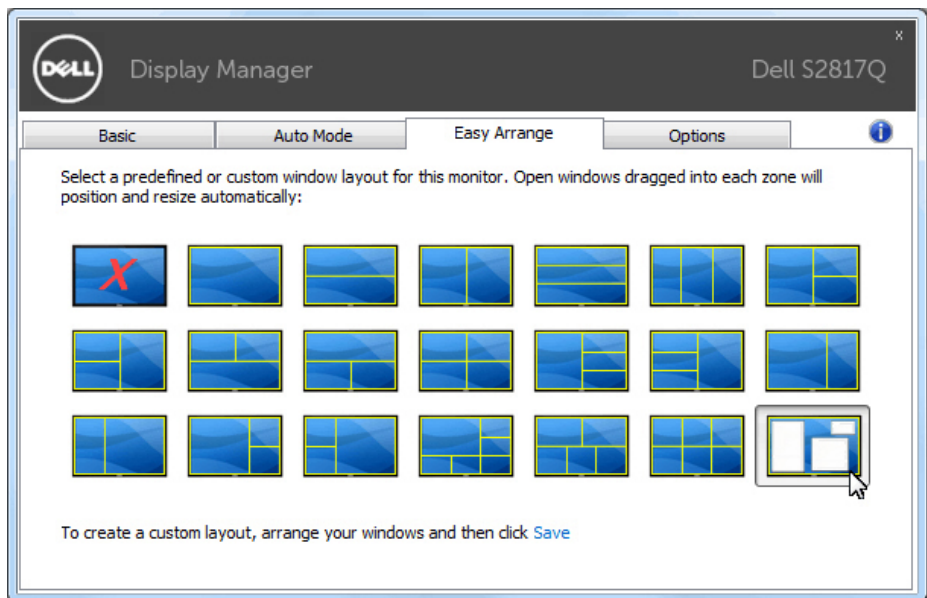 x
DELL
Display Manager
Dell S2817Q
Basic
Auto Mode
Easy Arrange
Options
i
Select a predefined or custom window layout for this monitor. Open windows dragged into each zone will
position and resize automatically:
X
To create a custom layout, arrange your windows and then click Save